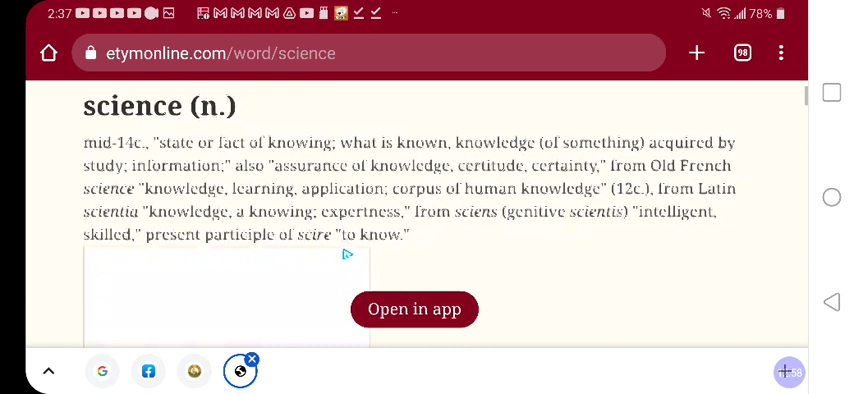 2:37
78%
etymonline.com/word/science
98
science (n.)
mid-14c., "state or fact of knowing; what is known, knowledge (of something) acquired by
study; information;" also "assurance of knowledge, certitude, certainty," from Old French
science "knowledge, learning, application; corpus of human knowledge" (12c.), from Latin
scientia "knowledge, a knowing; expertness," from sciens (genitive scientis) "intelligent,
skilled," present participle of scire "to know."
Open in app